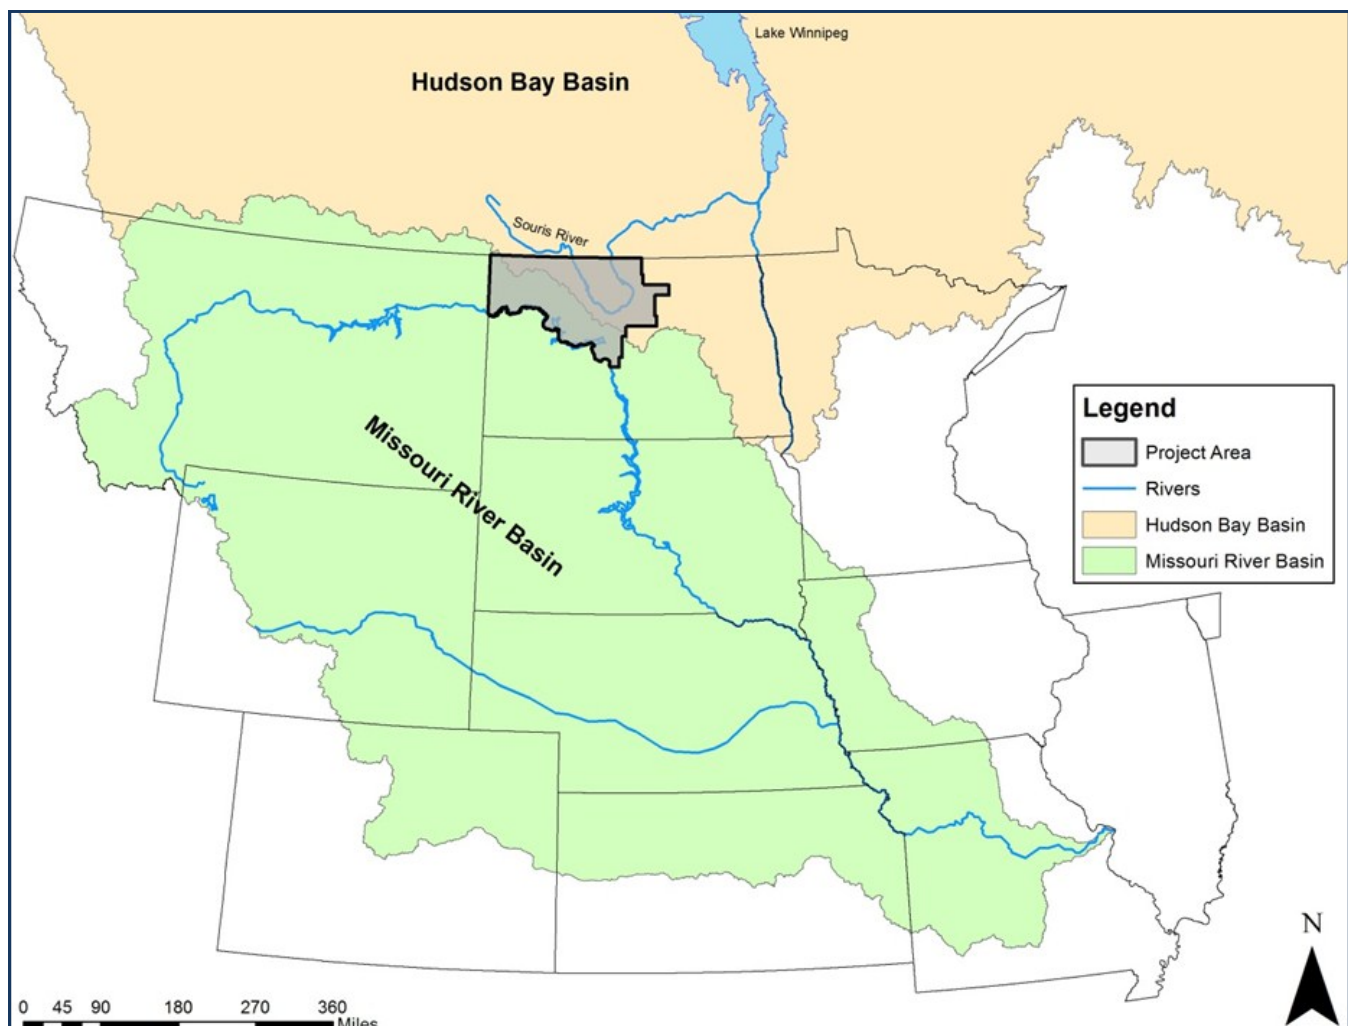 Lake Winnipeg
Hudson Bay Basin
Souris River
Missouri River Basin
Legend
Project Area
Rivers
Hudson Bay Basin
Missouri River Basin
N
0 45 90 180 270 360
Miles